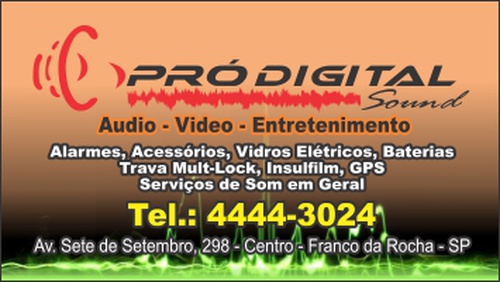 PRÓ DIGITAL
Sound
Audio - Video - Entretenimento
Alarmes, Acessórios, Vidros Elétricos, Baterias
Trava Mult-Lock, Insulfilm, GPS
Serviços de Som em Geral
Tel.: 4444-3024
Av. Sete de Setembro, 298 - Centro - Franco da Rocha - SP